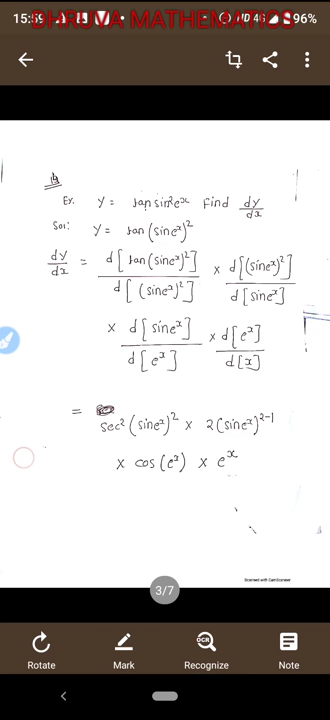 15:59
4G 96%
DHRUVA MATHEMATICS
19
Ex. Y = tan sin²eˣ Find dy/dx
Sol: Y = tan (sineˣ)²
dy/dx = d[tan(sineˣ)²]/d[(sineˣ)²] × d[(sineˣ)²]/d[sineˣ]
× d[sineˣ]/d[eˣ] × d[eˣ]/d[x]
= sec² (sineˣ)² × 2(sineˣ)²⁻¹
× cos(eˣ) × eˣ
Scanned with CamScanner
3/7
Rotate Mark OCR Recognize Note